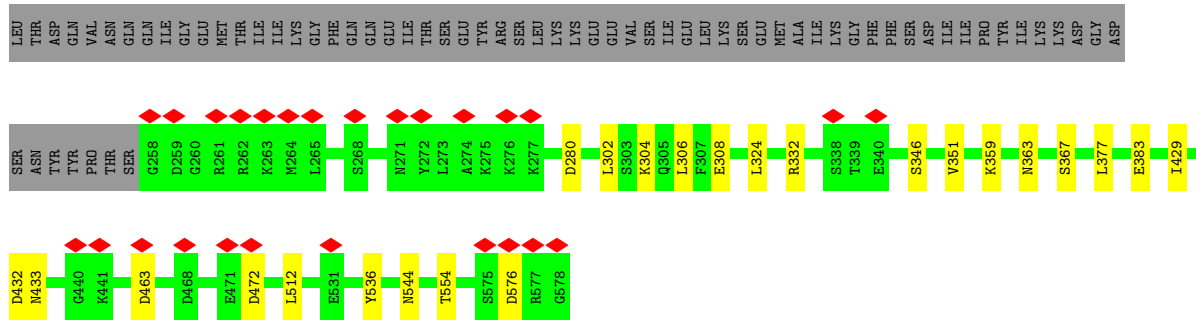 LEU THR ASP GLN VAL ASN GLN GLN ILE GLY GLU MET THR ILE ILE LYS GLY PHE GLN GLN GLU ILE THR SER GLU TYR ARG SER LEU LYS LYS GLU GLU VAL SER ILE GLU LEU LYS SER GLU MET ALA ILE LYS GLY PHE PHE SER ASP ILE ILE PRO TYR ILE LYS LYS ASP GLY ASP
SER ASN TYR TYR PRO THR SER G258 D259 G260 R261 R262 K263 M264 L265 S268 N271 Y272 L273 A274 K275 K276 K277 D280 L302 S303 K304 Q305 L306 F307 E308 L324 R332 S338 T339 E340 S346 V351 K359 N363 S367 L377 E383 I429
D432 N433 G440 K441 D463 D468 E471 D472 L512 E531 Y536 N544 T554 S575 D576 R577 G578